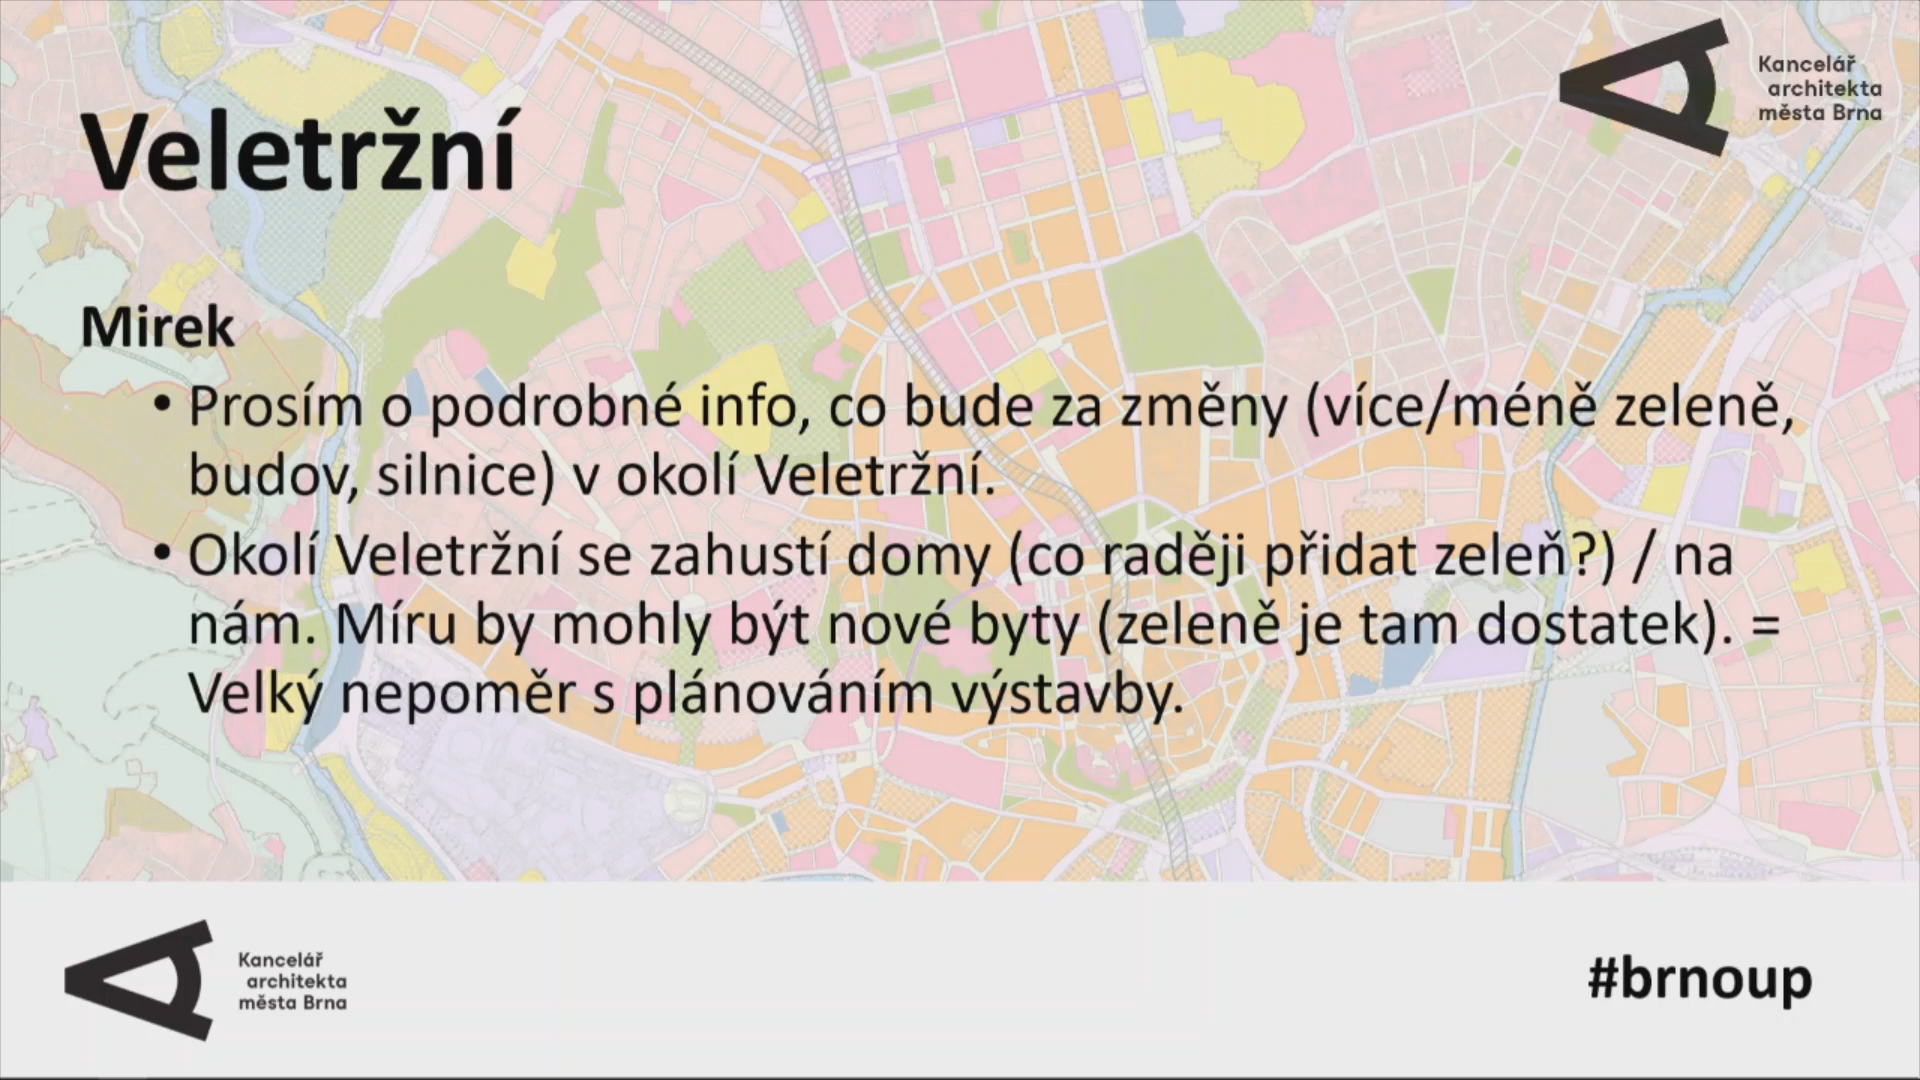 Kancelář
architekta
města Brna
Veletržní
Mirek
• Prosím o podrobné info, co bude za změny (více/méně zeleně,
budov, silnice) v okolí Veletržní.
• Okolí Veletržní se zahustí domy (co raději přidat zeleň?) / na
nám. Míru by mohly být nové byty (zeleně je tam dostatek). =
Velký nepoměr s plánováním výstavby.
Kancelář
architekta
města Brna
#brnoup